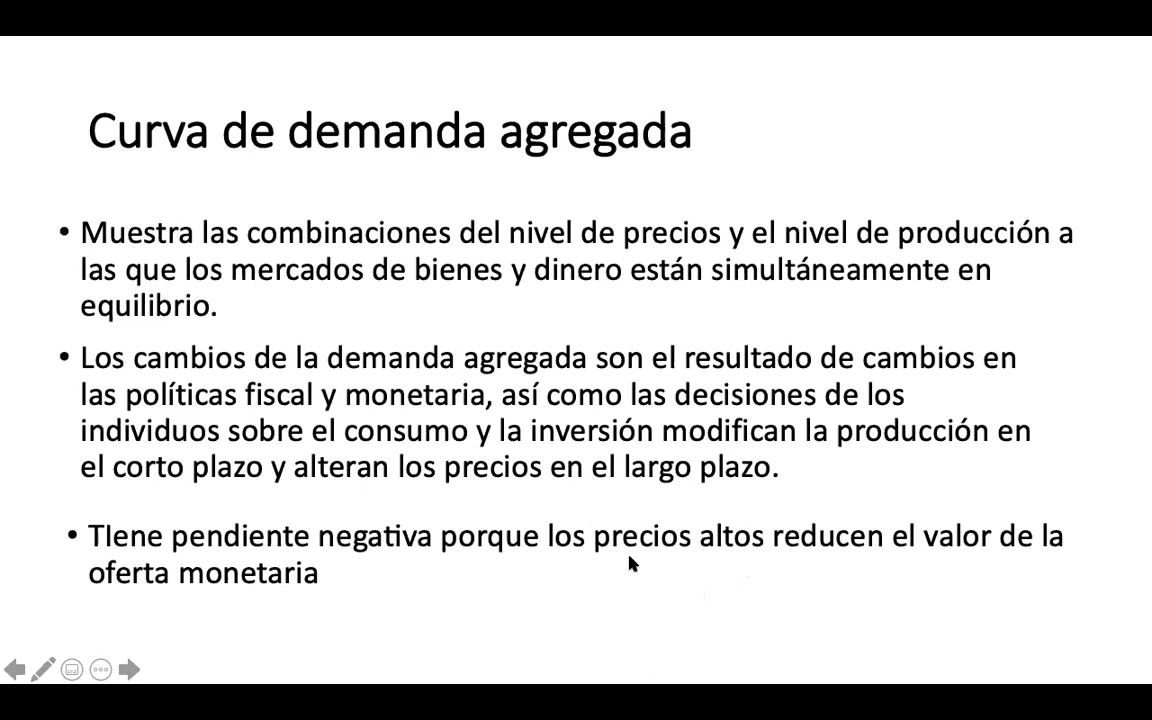 Curva de demanda agregada
• Muestra las combinaciones del nivel de precios y el nivel de producción a
las que los mercados de bienes y dinero están simultáneamente en
equilibrio.
• Los cambios de la demanda agregada son el resultado de cambios en
las políticas fiscal y monetaria, así como las decisiones de los
individuos sobre el consumo y la inversión modifican la producción en
el corto plazo y alteran los precios en el largo plazo.
• TIene pendiente negativa porque los precios altos reducen el valor de la
oferta monetaria